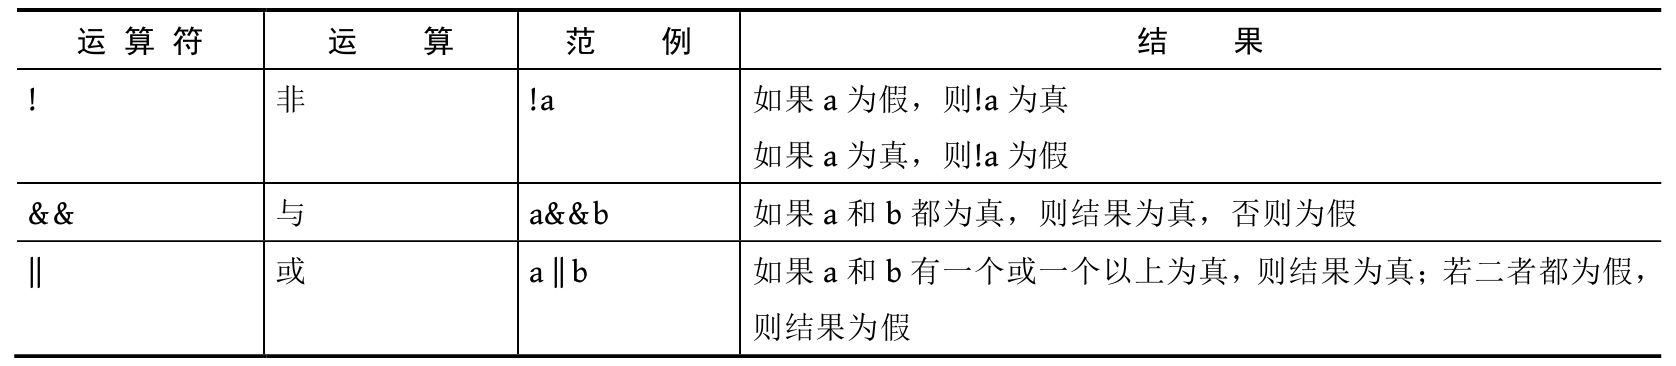 运算符 运算 范例 结果
! 非 !a 如果 a 为假，则!a 为真
如果 a 为真，则!a 为假
&& 与 a&&b 如果 a 和 b 都为真，则结果为真，否则为假
‖ 或 a‖b 如果 a 和 b 有一个或一个以上为真，则结果为真；若二者都为假，
则结果为假